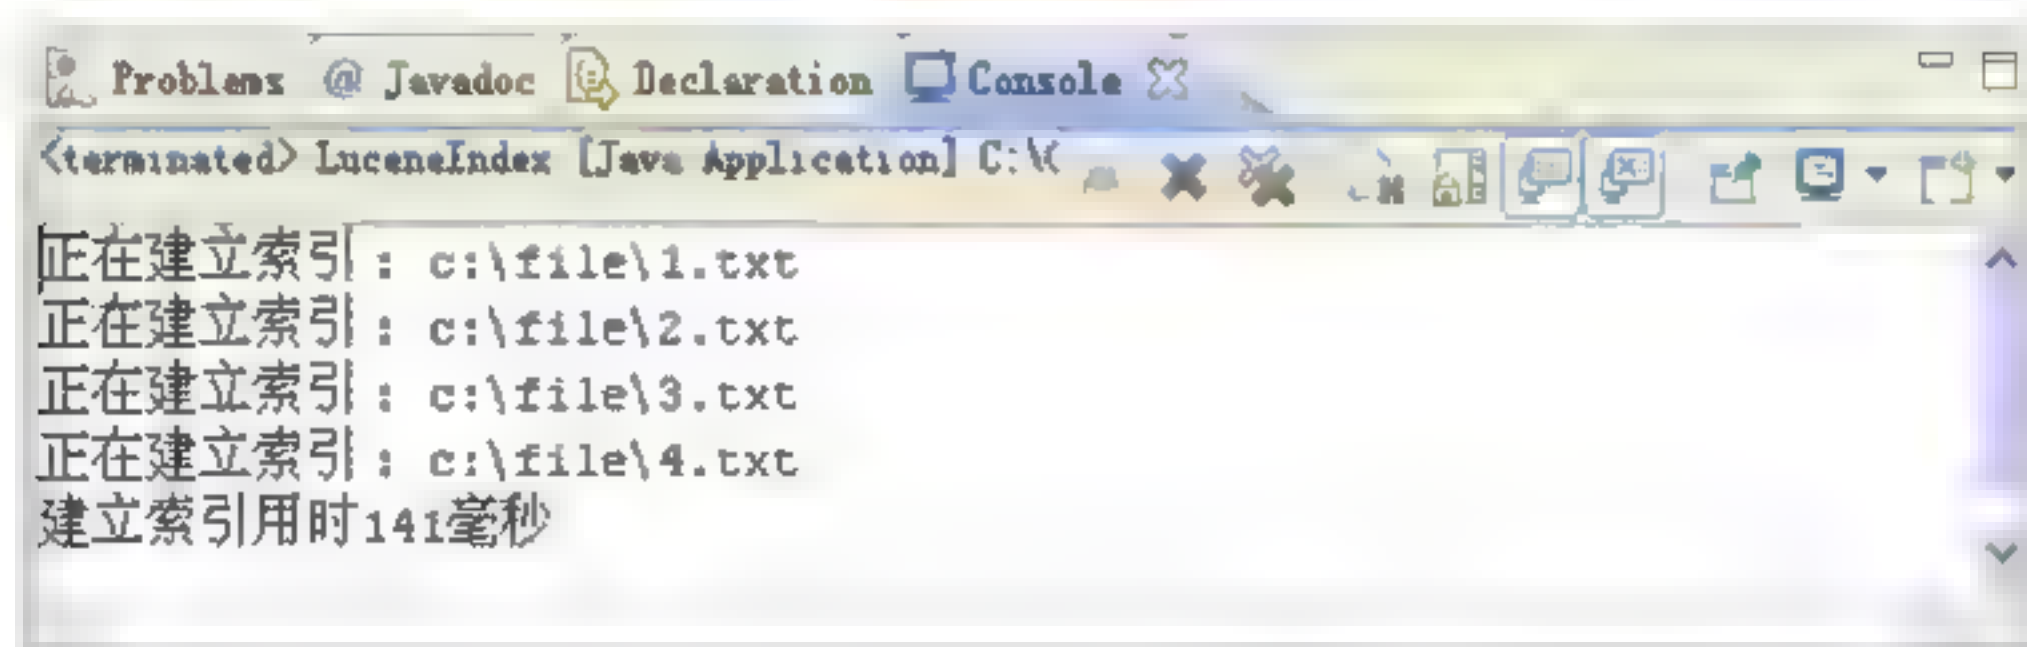 Problems @ Javadoc Declaration Console
<terminated> LuceneIndex [Java Application] C:\(
正在建立索引: c:\file\1.txt
正在建立索引: c:\file\2.txt
正在建立索引: c:\file\3.txt
正在建立索引: c:\file\4.txt
建立索引用时141毫秒